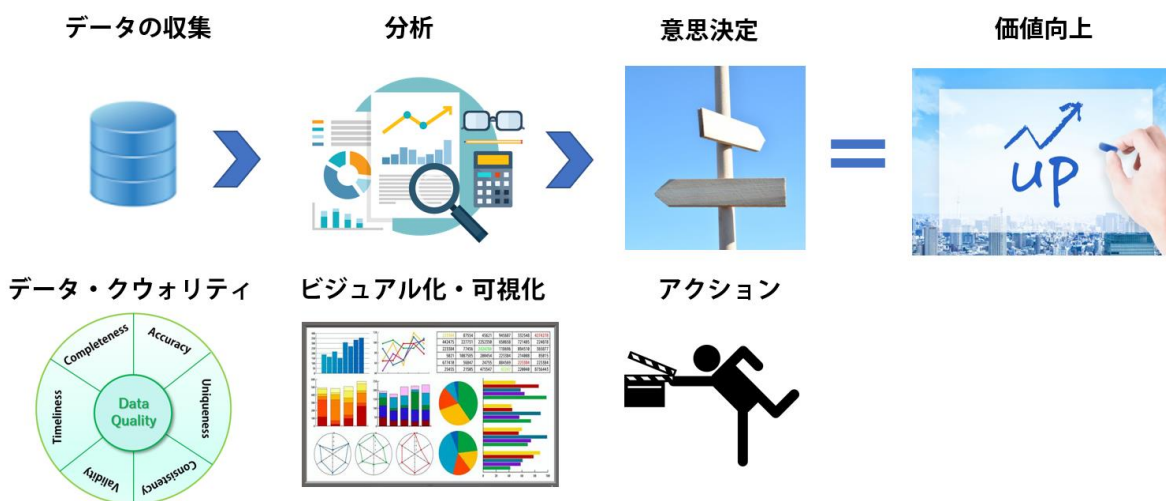 データの収集
分析
意思決定
価値向上
up
データ・クウォリティ
ビジュアル化・可視化
アクション
Completeness
Accuracy
Timeliness
Data
Quality
Uniqueness
Validity
Consistency